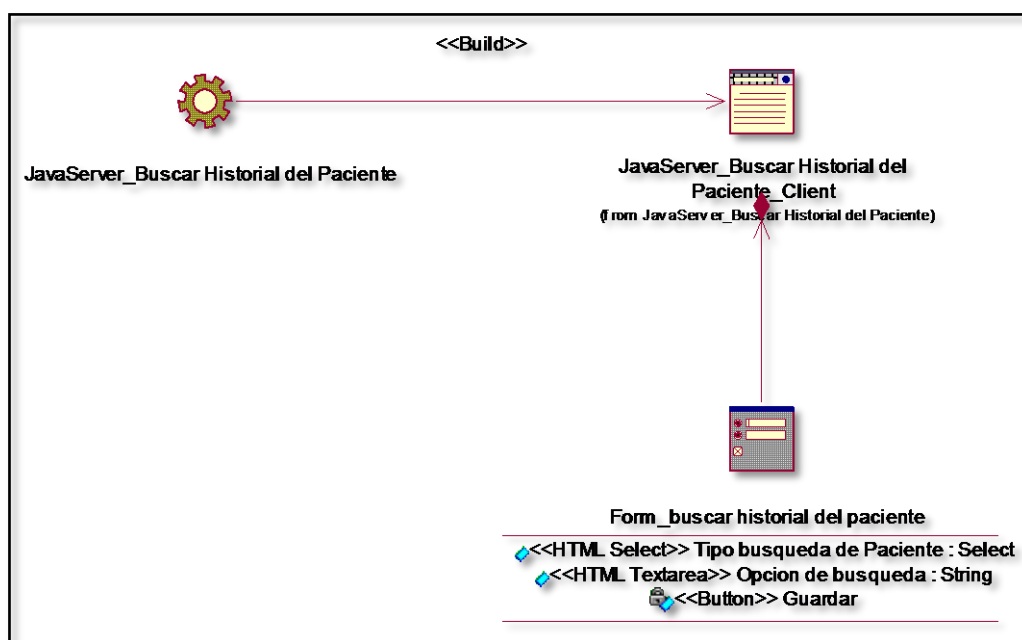 <<Build>>
JavaServer_Buscar Historial del Paciente
JavaServer_Buscar Historial del
Paciente_Client
(from JavaServer_Buscar Historial del Paciente)
Form_buscar historial del paciente
<<HTML Select>> Tipo busqueda de Paciente : Select
<<HTML Textarea>> Opcion de busqueda : String
<<Button>> Guardar